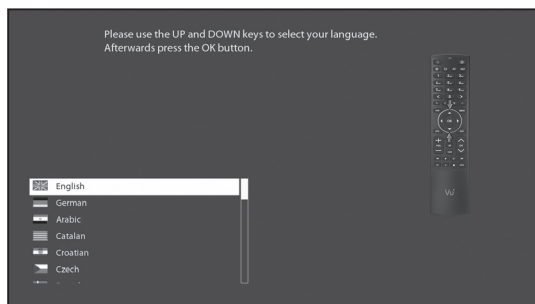 Please use the UP and DOWN keys to select your language.
Afterwards press the OK button.
OK
English
German
Arabic
Catalan
Croatian
Czech